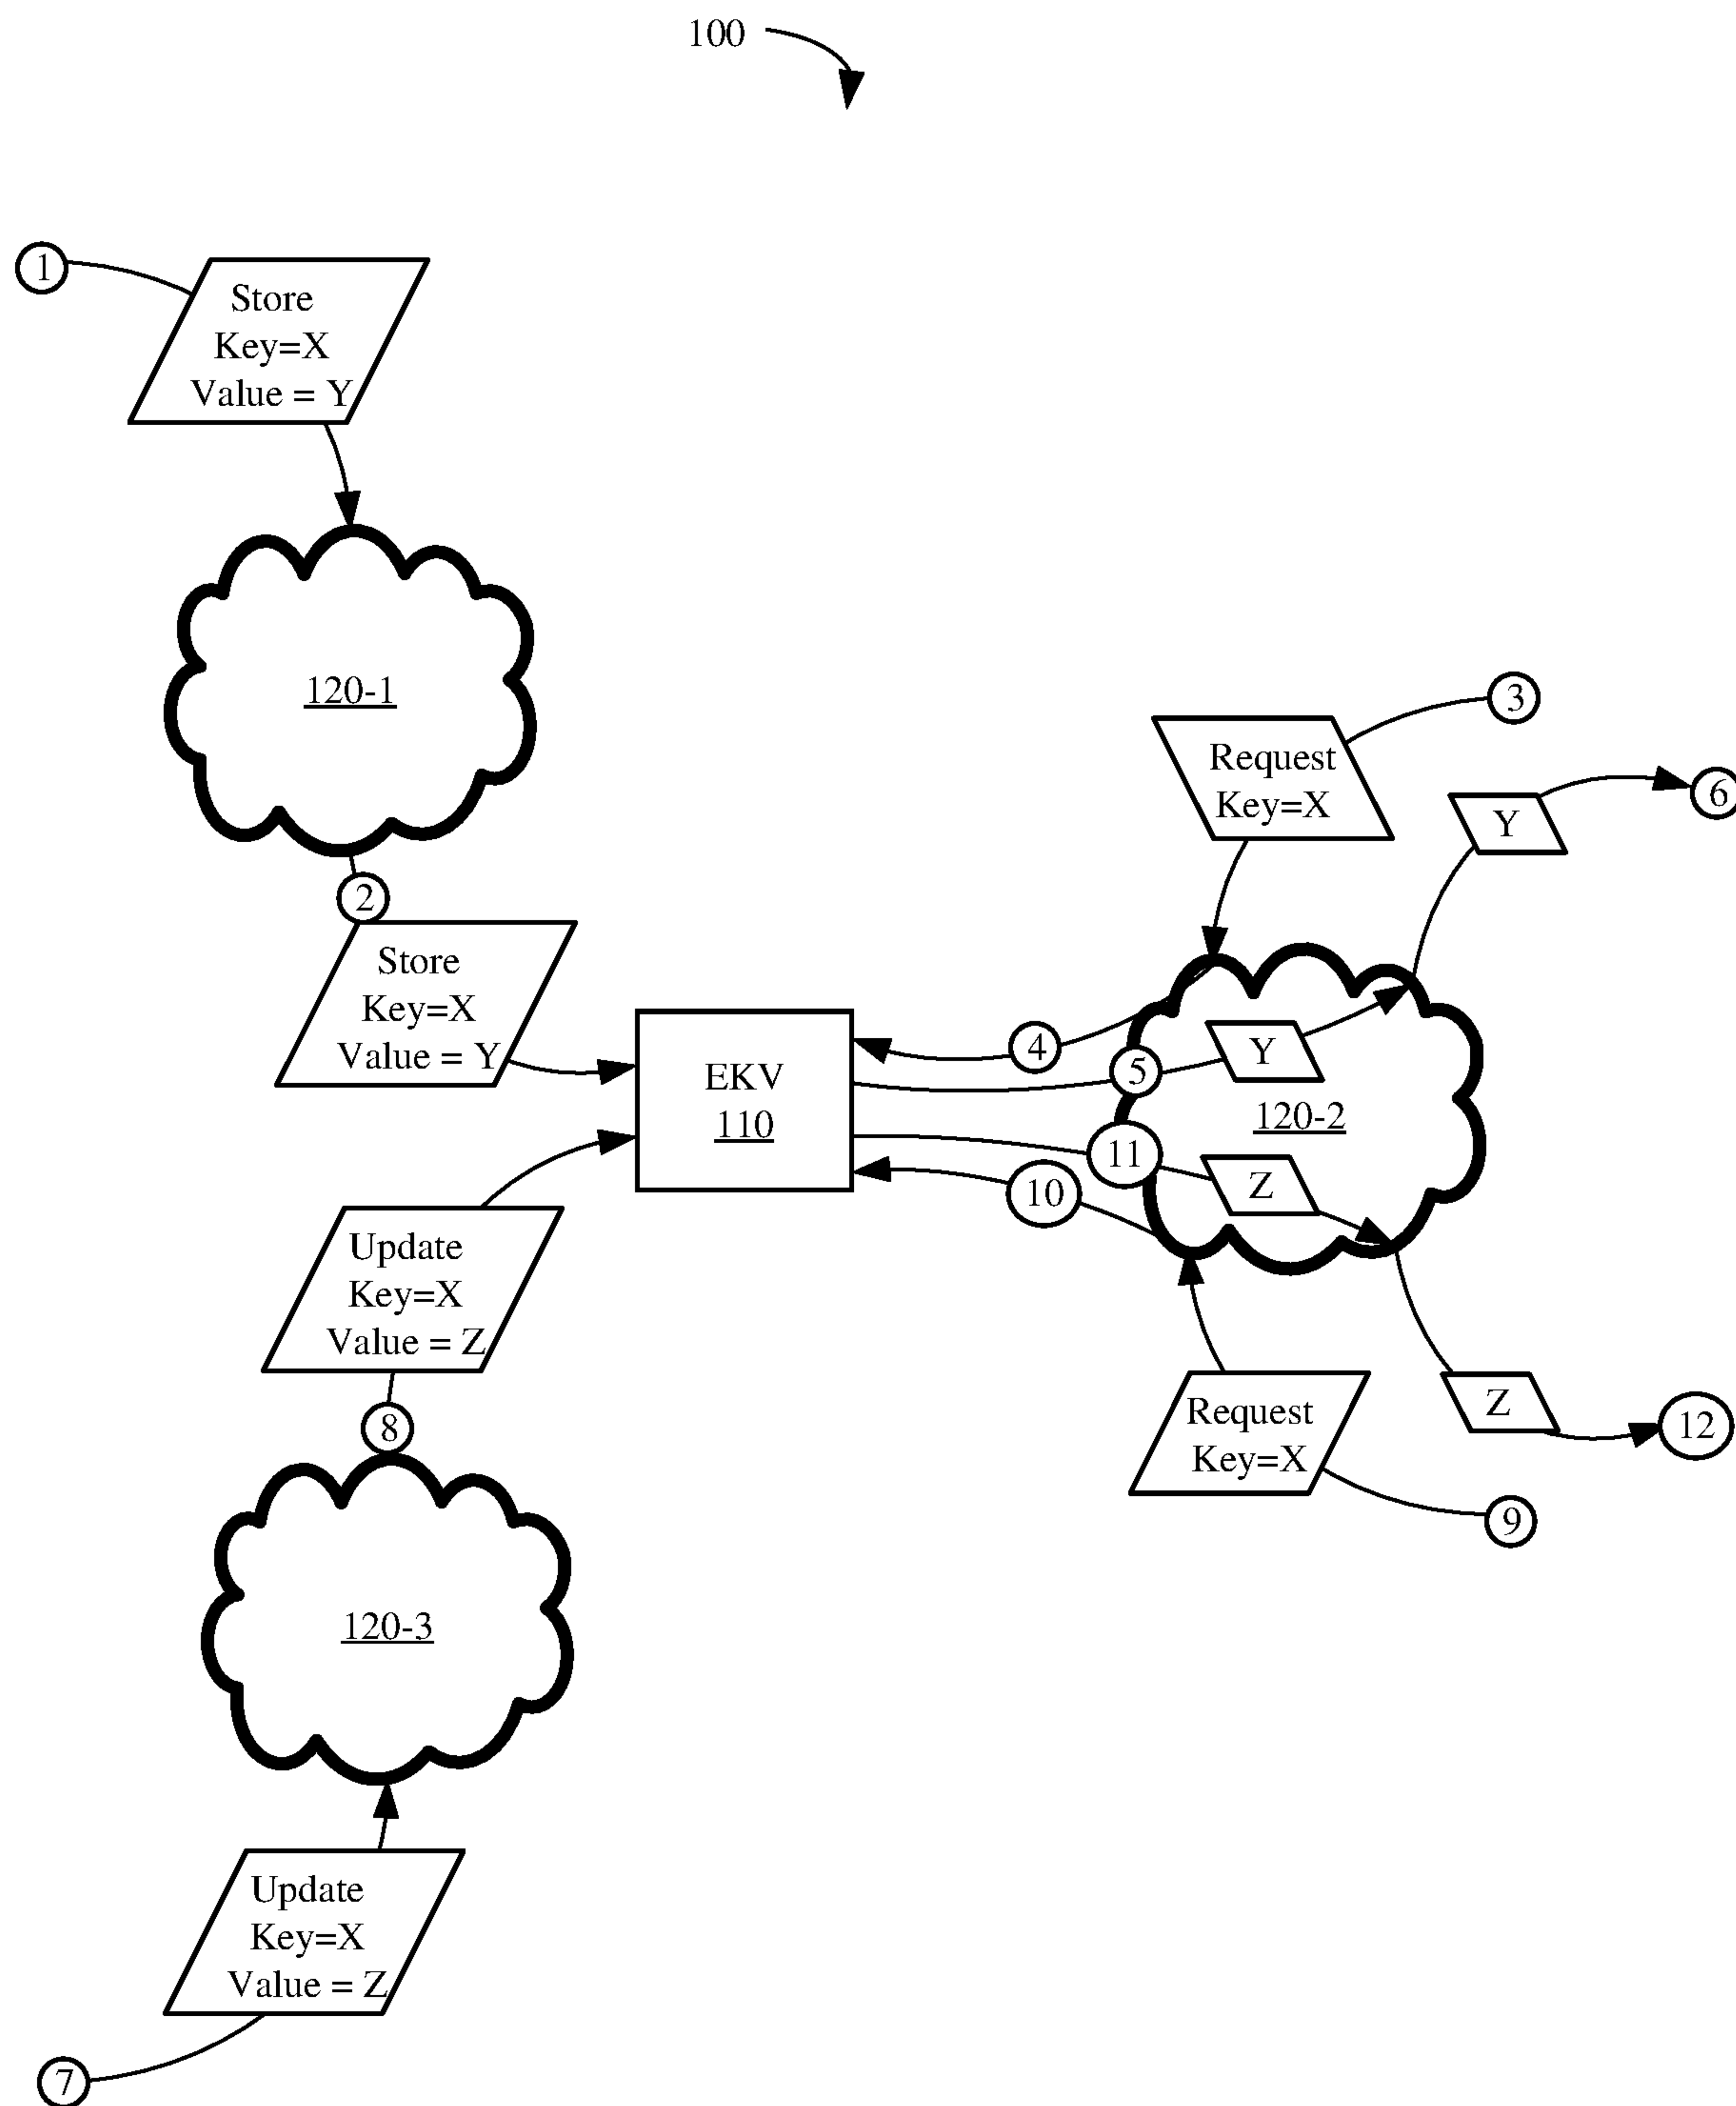 100
1
Store
Key=X
Value = Y
120-1
2
Store
Key=X
Value = Y
EKV
110
3
Request
Key=X
Y
6
4
5
Y
120-2
11
Z
10
Update
Key=X
Value = Z
8
120-3
Request
Key=X
Z
12
9
Update
Key=X
Value = Z
7